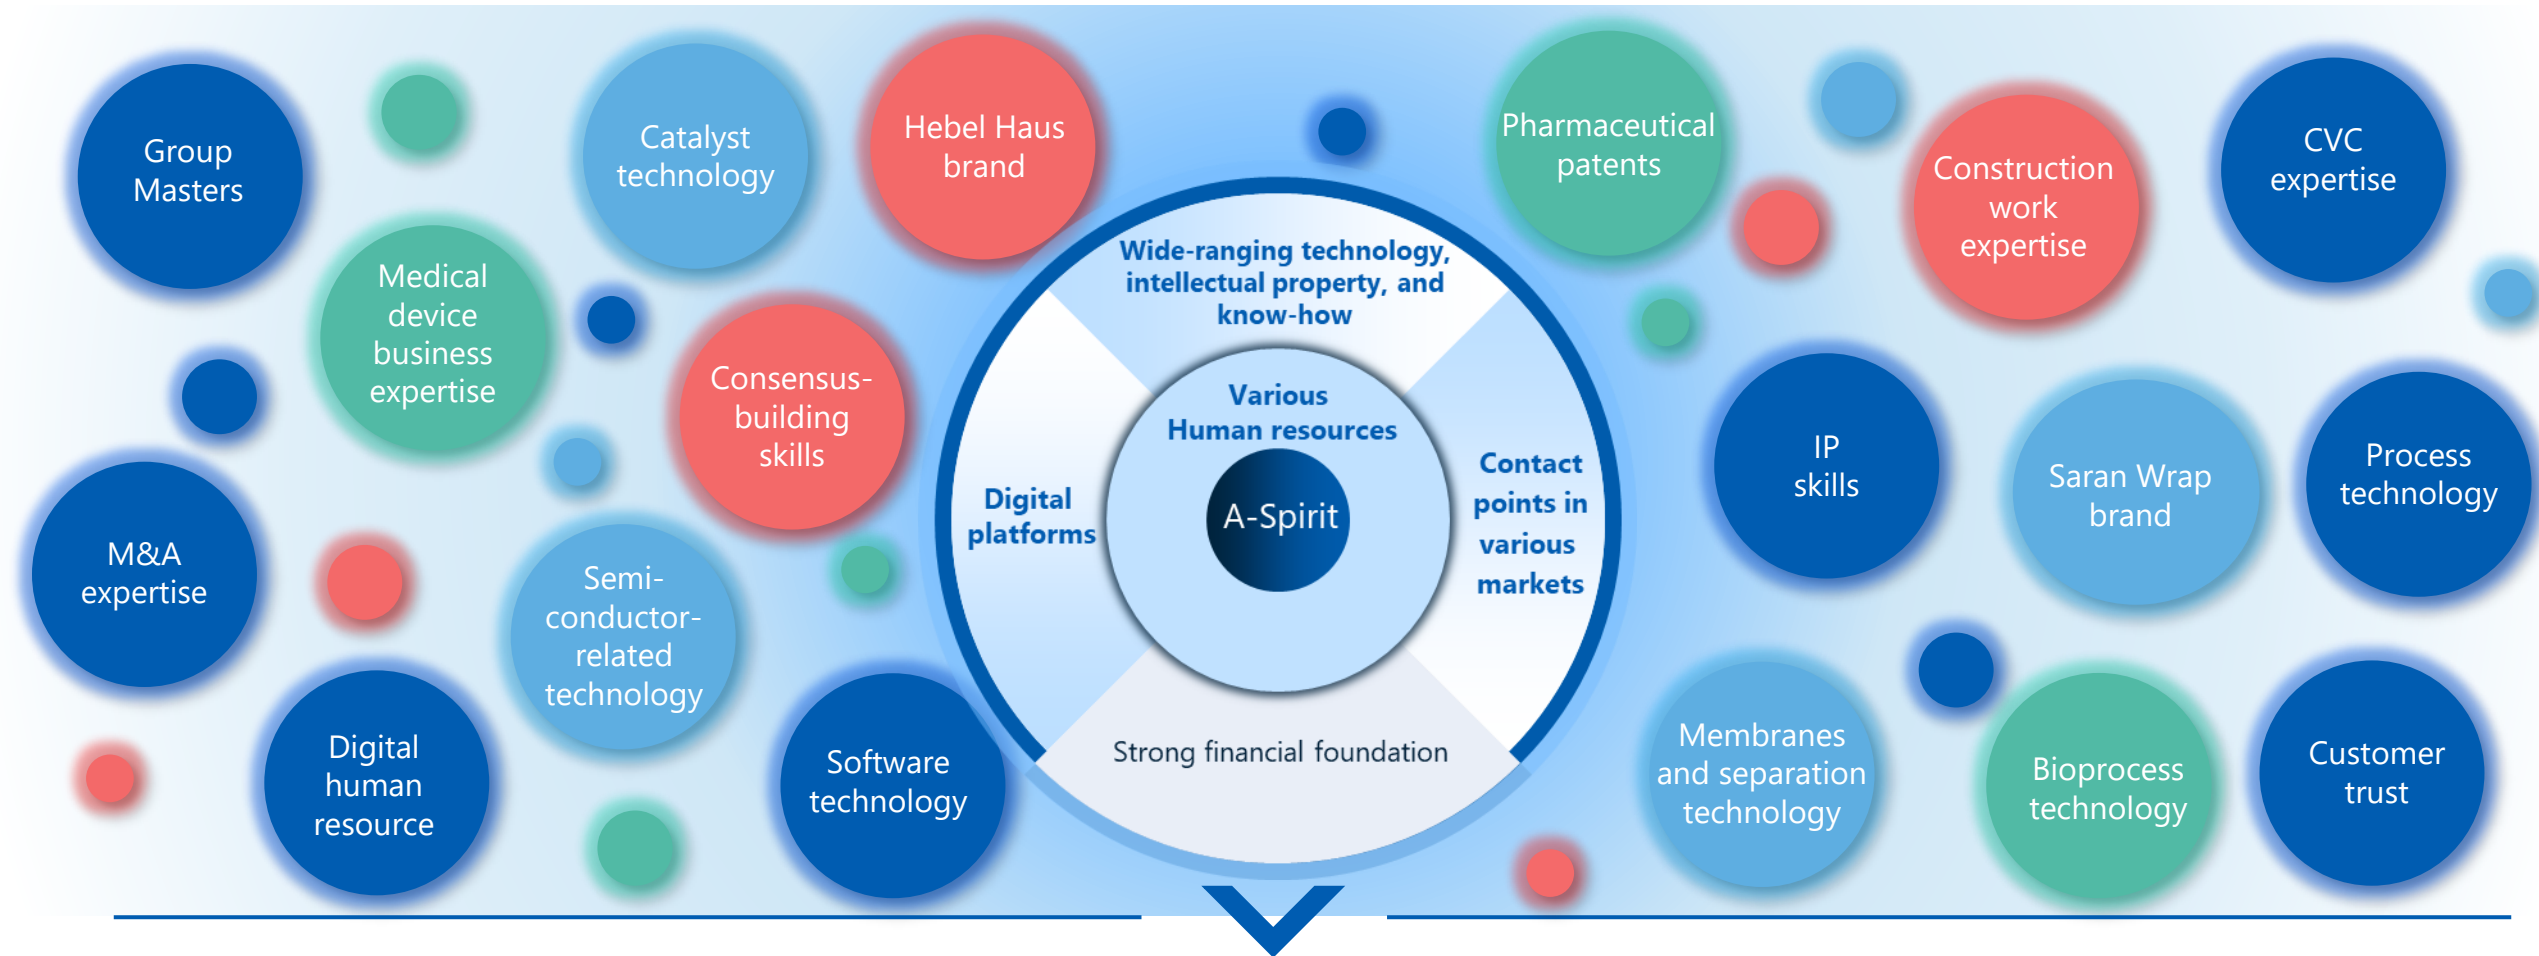 Group
Masters
Catalyst
technology
Hebel Haus
brand
Medical
device
business
expertise
Consensus-
building
skills
M&A
expertise
Semi-
conductor-
related
technology
Digital
human
resource
Software
technology
Wide-ranging technology,
intellectual property, and
know-how
Various
Human resources
A-Spirit
Digital
platforms
Contact
points in
various
markets
Strong financial foundation
Pharmaceutical
patents
Construction
work
expertise
CVC
expertise
IP
skills
Saran Wrap
brand
Process
technology
Membranes
and separation
technology
Bioprocess
technology
Customer
trust